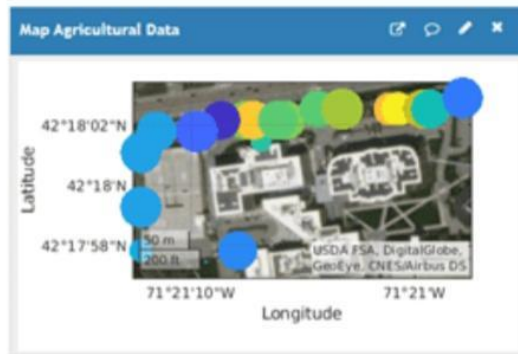 Map Agricultural Data
42°18'02"N
42°18'N
42°17'58"N
Latitude
50 m
200 ft
USDA FSA, DigitalGlobe,
GeoEye, CNES/Airbus DS
71°21'10"W
71°21'W
Longitude